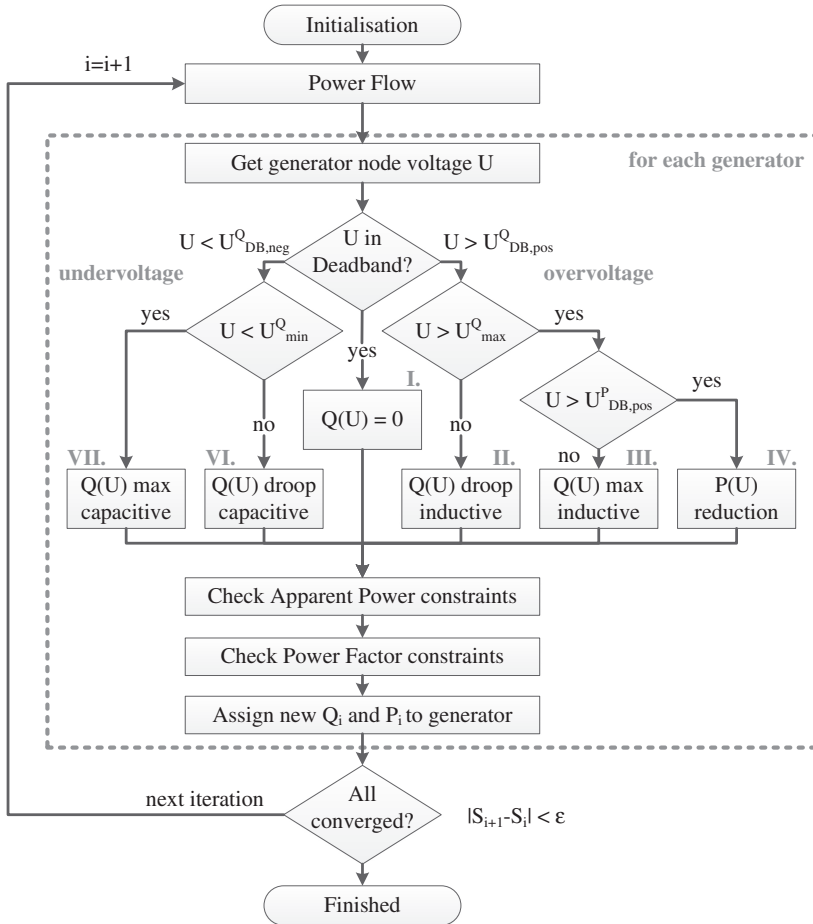 Initialisation
i=i+1
Power Flow
Get generator node voltage U
for each generator
U < U^Q_DB,neg
U in
Deadband?
U > U^Q_DB,pos
undervoltage
overvoltage
yes
U < U^Q_min
yes
U > U^Q_max
yes
I.
Q(U) = 0
U > U^P_DB,pos
yes
no
no
no
VII.
VI.
II.
III.
IV.
Q(U) max
capacitive
Q(U) droop
capacitive
Q(U) droop
inductive
Q(U) max
inductive
P(U)
reduction
Check Apparent Power constraints
Check Power Factor constraints
Assign new Q_i and P_i to generator
next iteration
All
converged?
|S_i+1-S_i| < ε
Finished